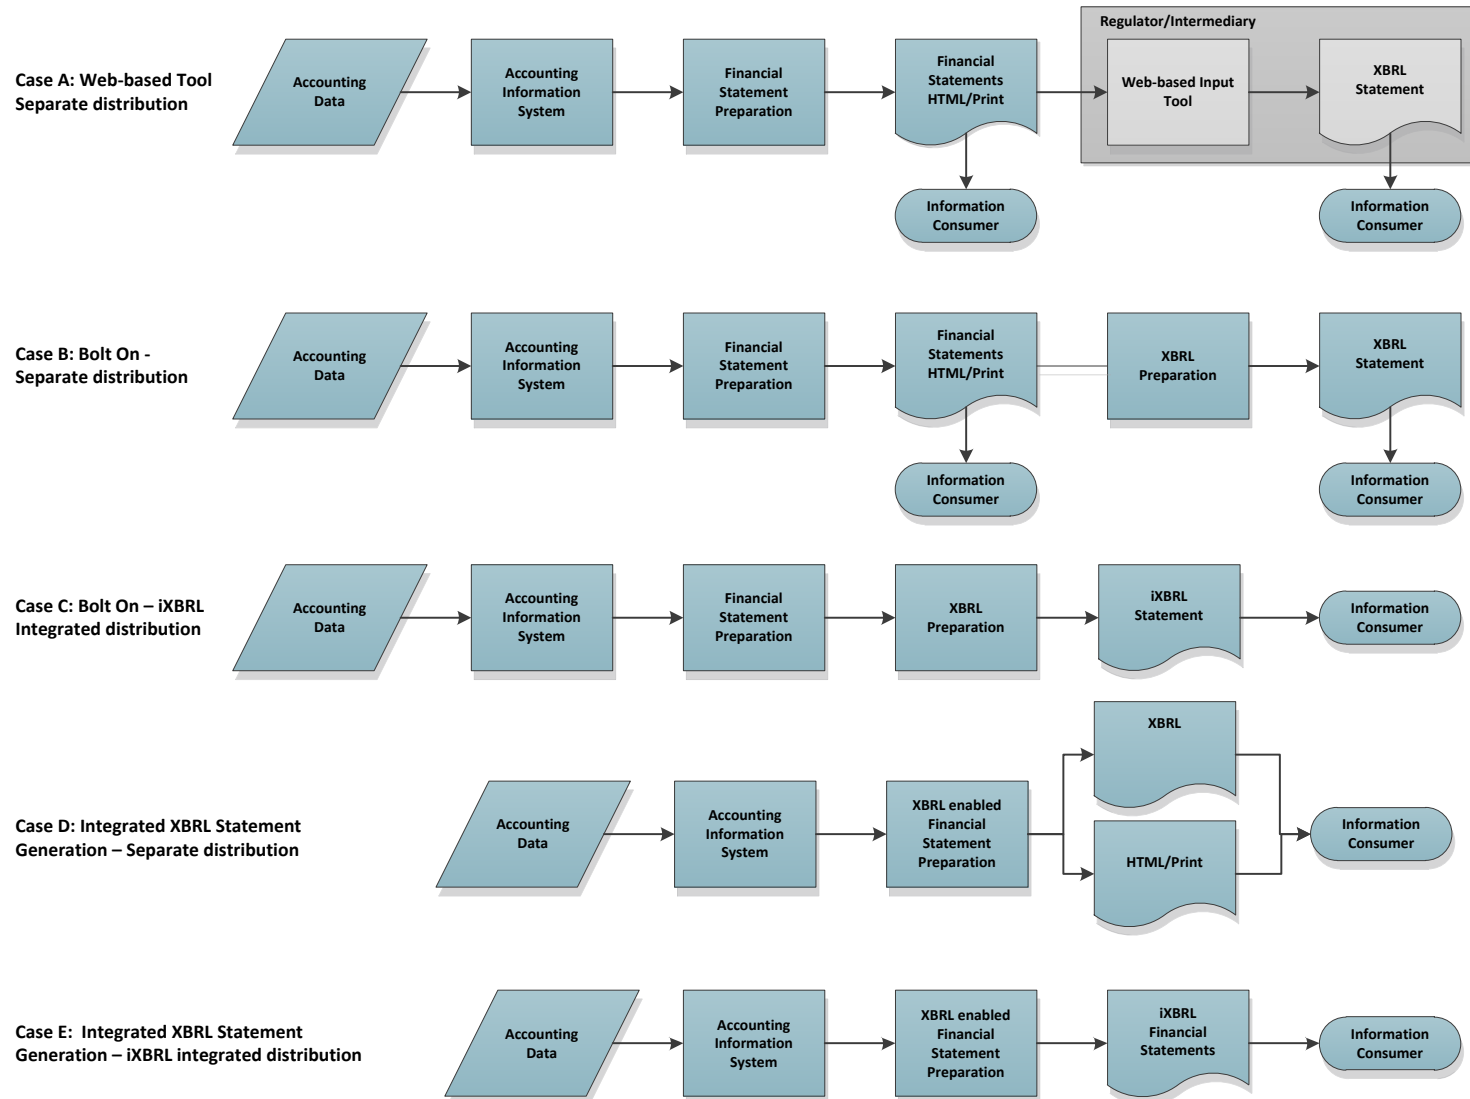 Regulator/Intermediary
Case A: Web-based Tool
Separate distribution
Accounting
Data
Accounting
Information
System
Financial
Statement
Preparation
Financial
Statements
HTML/Print
Web-based Input
Tool
XBRL
Statement
Information
Consumer
Information
Consumer
Case B: Bolt On -
Separate distribution
Accounting
Data
Accounting
Information
System
Financial
Statement
Preparation
Financial
Statements
HTML/Print
XBRL
Preparation
XBRL
Statement
Information
Consumer
Information
Consumer
Case C: Bolt On – iXBRL
Integrated distribution
Accounting
Data
Accounting
Information
System
Financial
Statement
Preparation
XBRL
Preparation
iXBRL
Statement
Information
Consumer
Case D: Integrated XBRL Statement
Generation – Separate distribution
Accounting
Data
Accounting
Information
System
XBRL enabled
Financial
Statement
Preparation
XBRL
HTML/Print
Information
Consumer
Case E:  Integrated XBRL Statement
Generation – iXBRL integrated distribution
Accounting
Data
Accounting
Information
System
XBRL enabled
Financial
Statement
Preparation
iXBRL
Financial
Statements
Information
Consumer